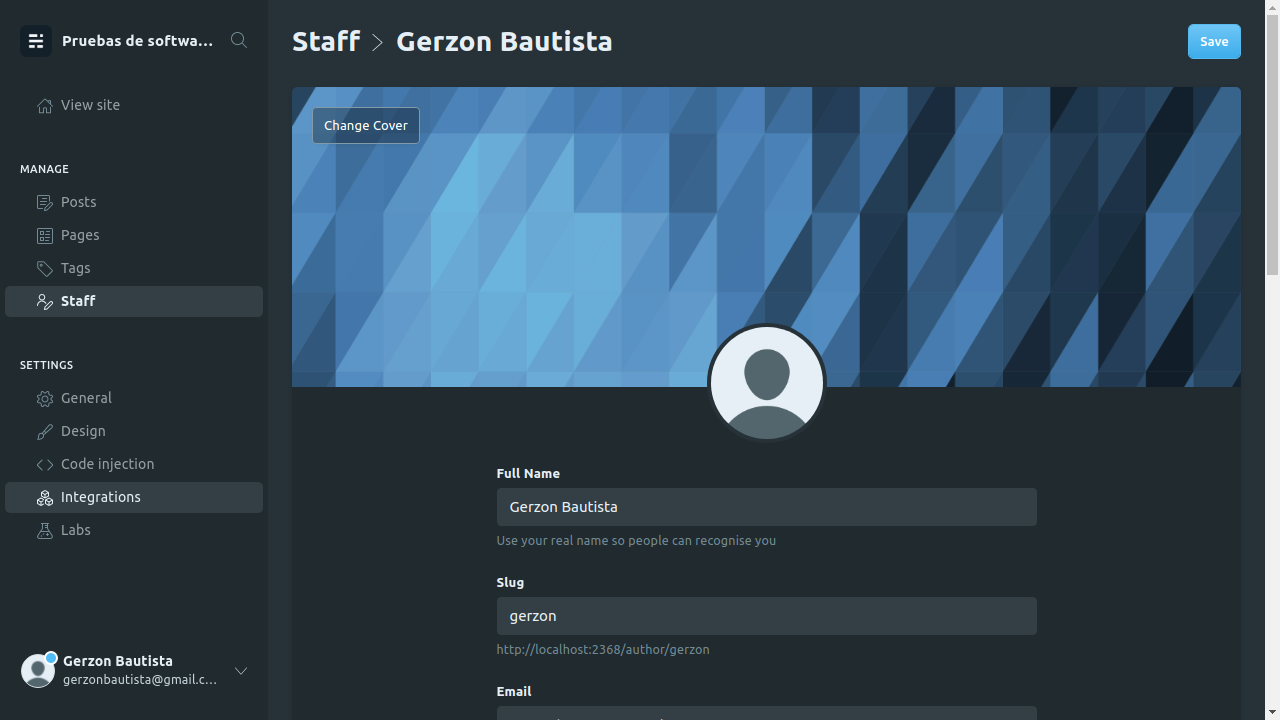 Pruebas de softwa...
View site
MANAGE
Posts
Pages
Tags
Staff
SETTINGS
General
Design
Code injection
Integrations
Labs
Gerzon Bautista
gerzonbautista@gmail.c...
Staff > Gerzon Bautista
Save
Change Cover
Full Name
Gerzon Bautista
Use your real name so people can recognise you
Slug
gerzon
http://localhost:2368/author/gerzon
Email